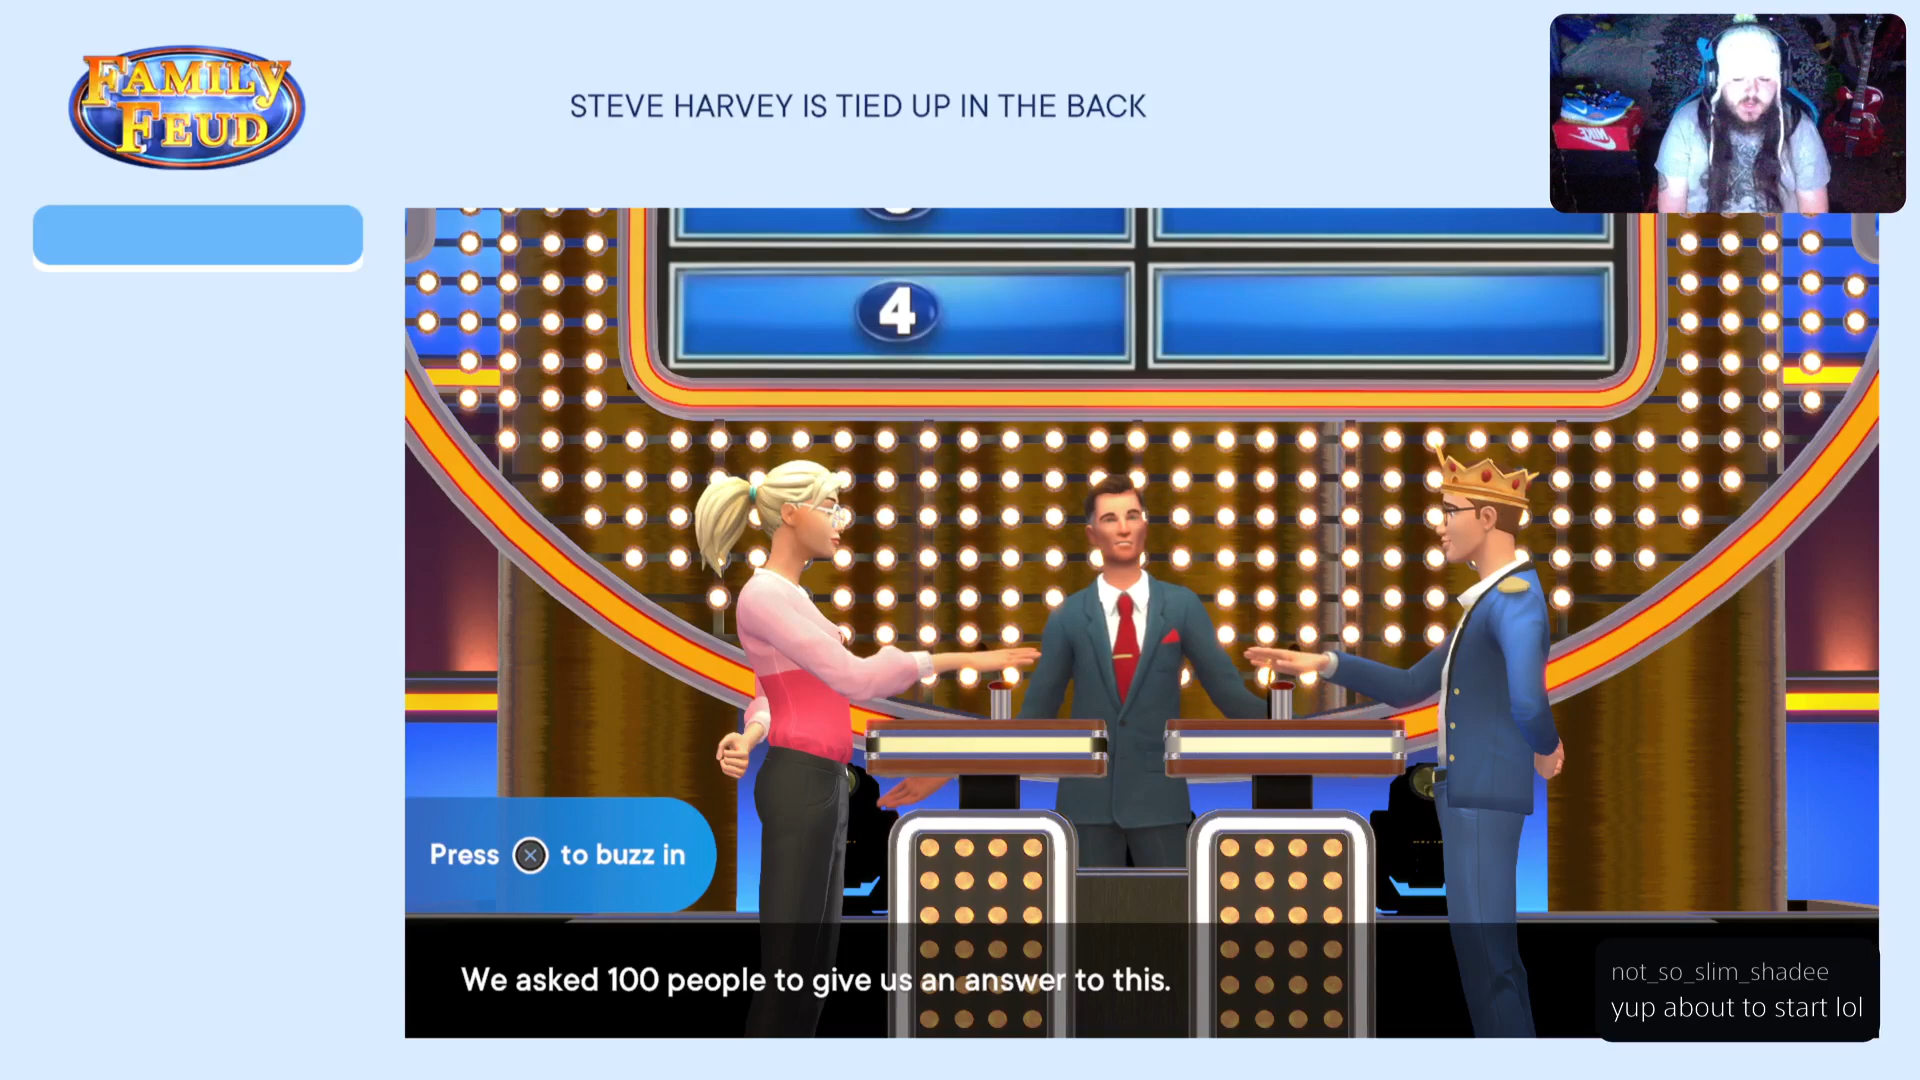 FAMILY
FEUD
STEVE HARVEY IS TIED UP IN THE BACK
NIKE
4
Press ⓧ to buzz in
We asked 100 people to give us an answer to this.
not_so_slim_shadee
yup about to start lol